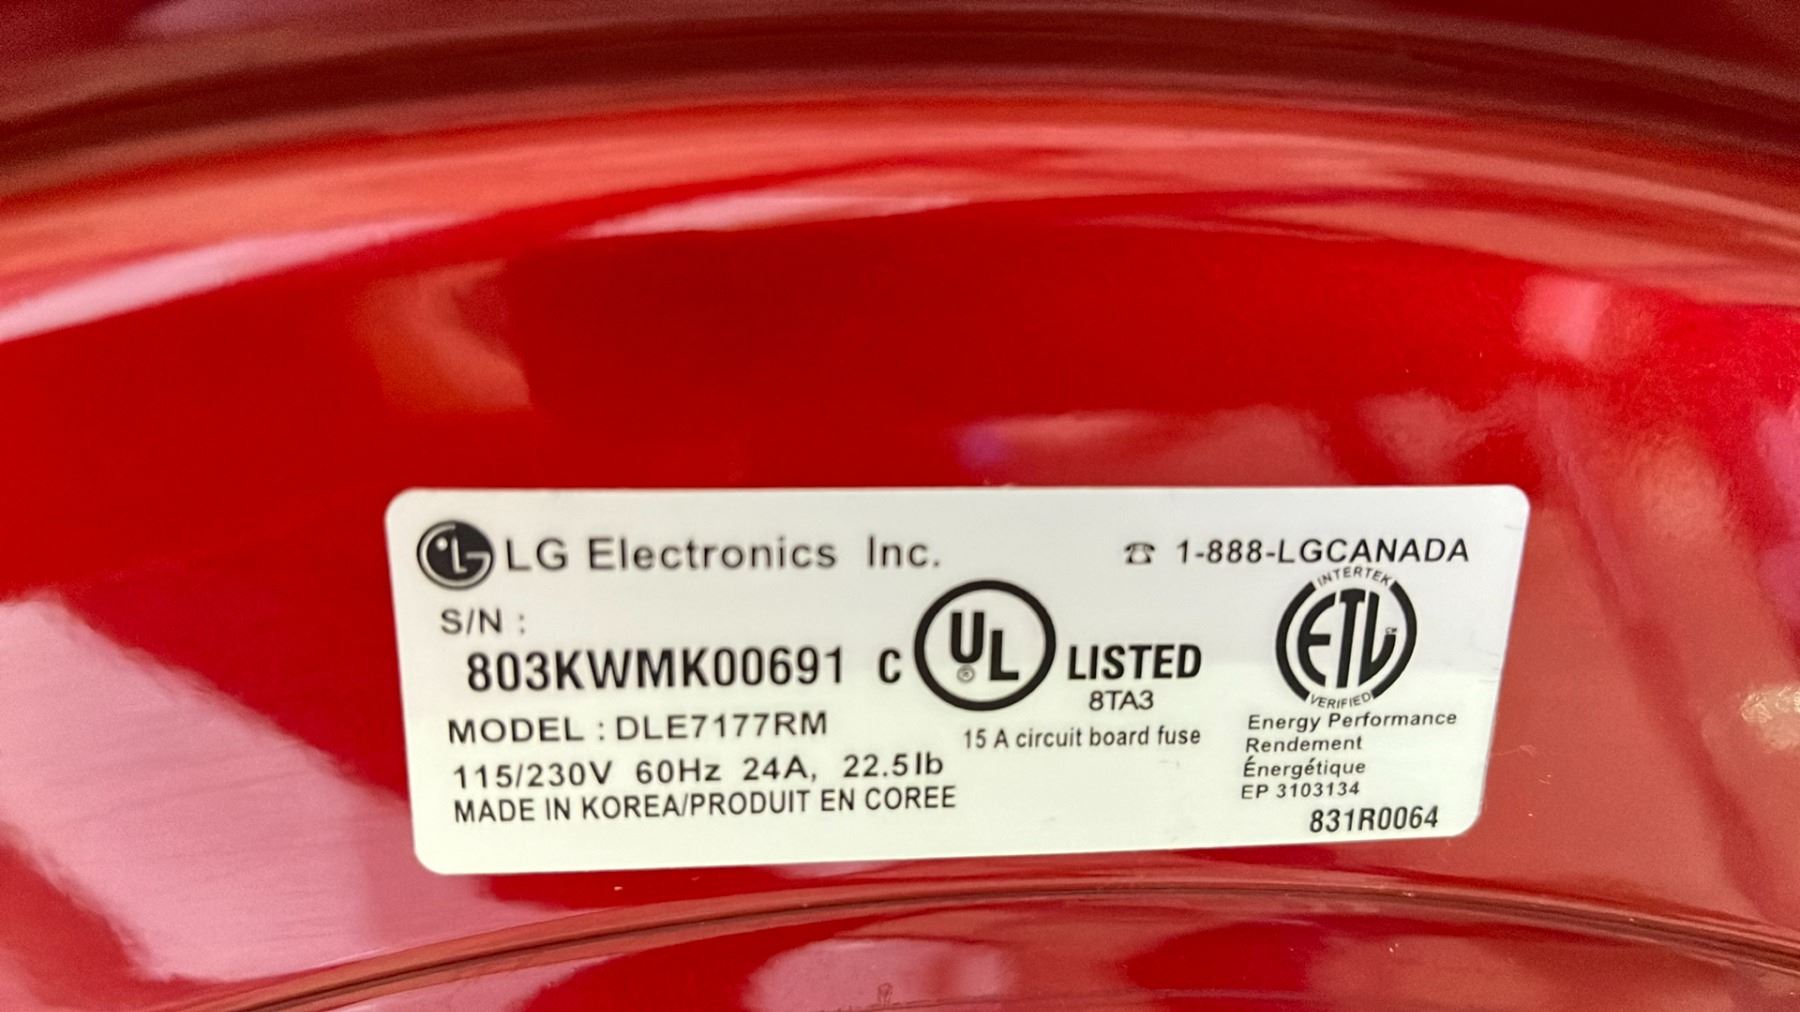 LG LG Electronics Inc.
☎ 1-888-LGCANADA
S/N :
803KWMK00691
C UL ® LISTED
8TA3
15 A circuit board fuse
MODEL : DLE7177RM
115/230V 60Hz 24A, 22.5lb
MADE IN KOREA/PRODUIT EN COREE
INTERTEK
ETL CM
VERIFIED
Energy Performance
Rendement
Énergétique
EP 3103134
831R0064